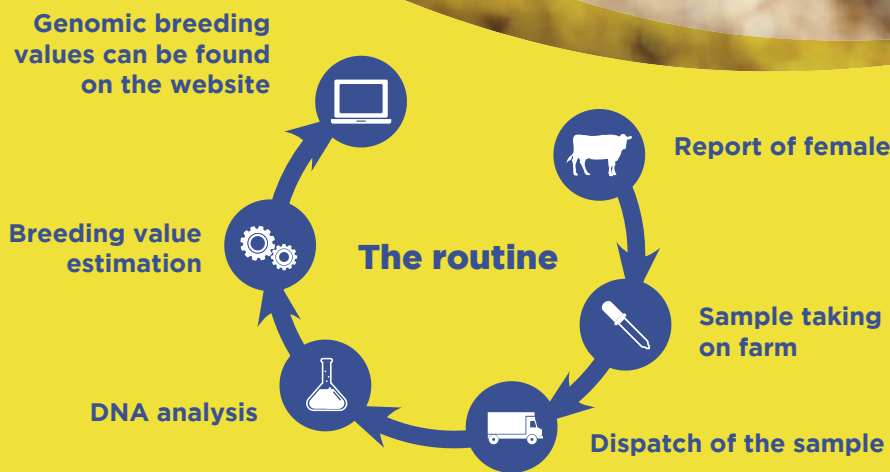 Genomic breeding
values can be found
on the website
Report of female
Breeding value
estimation
The routine
Sample taking
on farm
DNA analysis
Dispatch of the sample